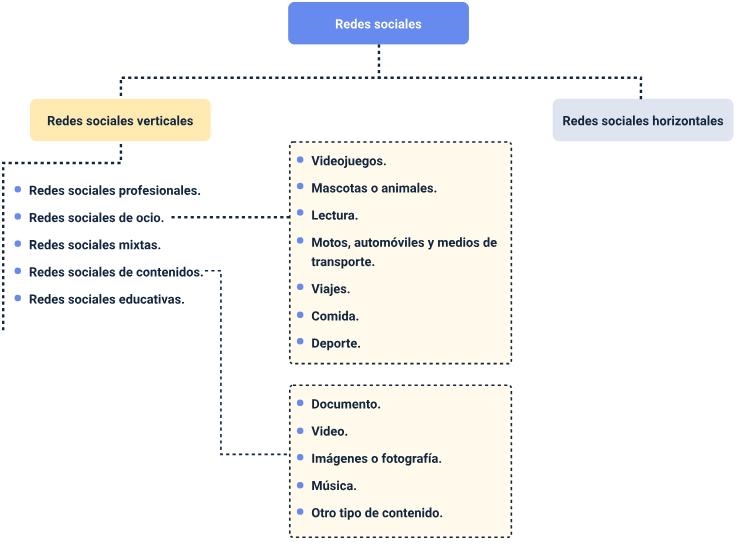 Redes sociales
Redes sociales verticales
Redes sociales horizontales
Redes sociales profesionales.
Redes sociales de ocio.
Redes sociales mixtas.
Redes sociales de contenidos.
Redes sociales educativas.
Videojuegos.
Mascotas o animales.
Lectura.
Motos, automóviles y medios de
transporte.
Viajes.
Comida.
Deporte.
Documento.
Video.
Imágenes o fotografía.
Música.
Otro tipo de contenido.